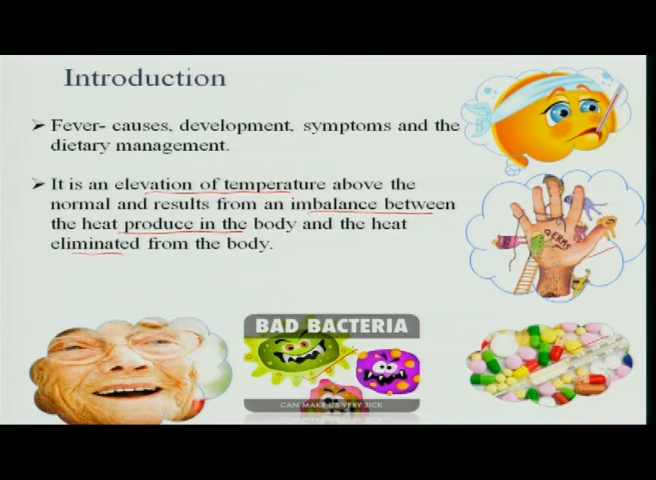 Introduction
Fever- causes, development, symptoms and the
dietary management.
It is an elevation of temperature above the
normal and results from an imbalance between
the heat produce in the body and the heat
eliminated from the body.
GERMS
BAD BACTERIA
CAN MAKE US VERY SICK